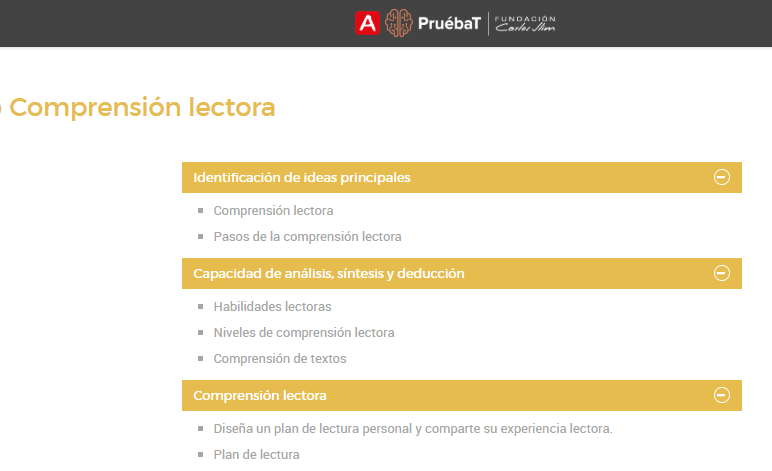 A PruébaT FUNDACIÓN
Carlos Slim
Comprensión lectora
Identificación de ideas principales
Comprensión lectora
Pasos de la comprensión lectora
Capacidad de análisis, síntesis y deducción
Habilidades lectoras
Niveles de comprensión lectora
Comprensión de textos
Comprensión lectora
Diseña un plan de lectura personal y comparte su experiencia lectora.
Plan de lectura